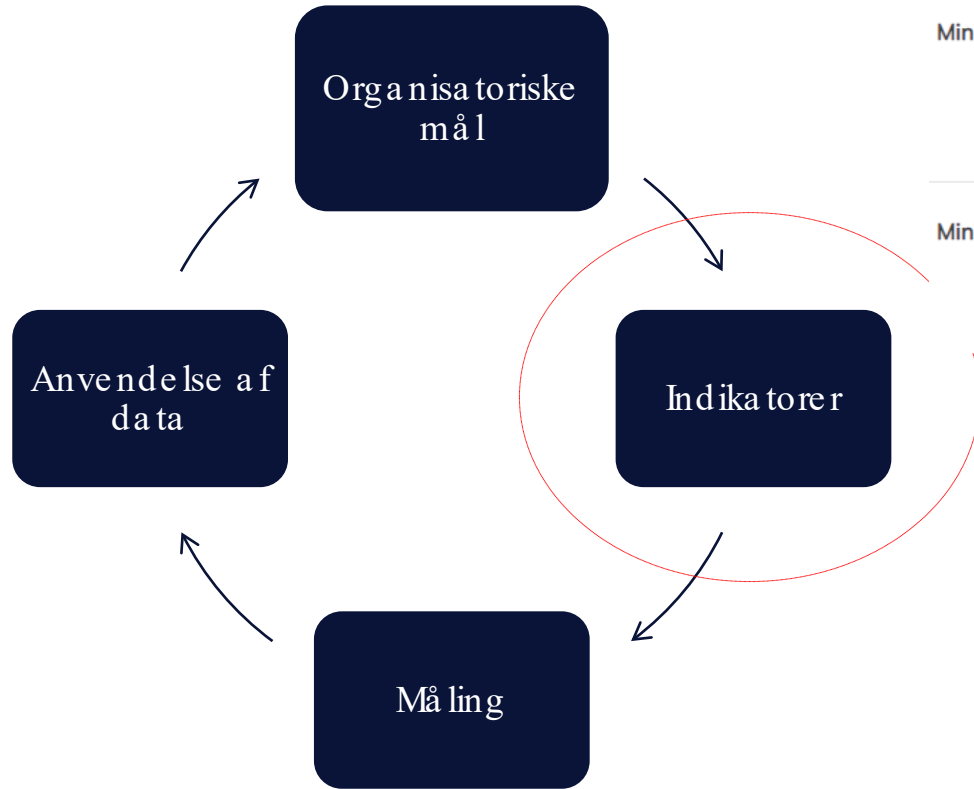 Organisatoriske
mål
Min
Min
Anvendelse af
data
Indikatorer
Måling